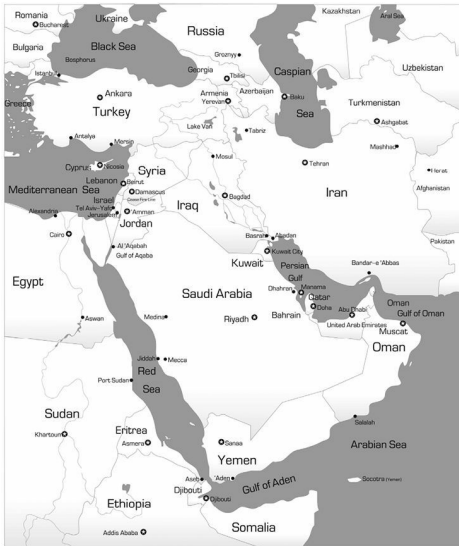 Romania
Bucharest
Ukraine
Kazakhstan
Aral Sea
Bulgaria
Black Sea
Russia
Groznyy
Bosphorus
Istanbul
Georgia
Tbilisi
Caspian
Sea
Uzbekistan
Greece
Ankara
Turkey
Armenia
Yerevan
Azerbaijan
Baku
Turkmenistan
Ashgabat
Lake Van
Tabriz
Antalya
Mersin
Mosul
Tehran
Mashhad
Herat
Afghanistan
Cyprus
Nicosia
Syria
Lebanon
Beirut
Damascus
Cease Fire Line
Mediterranean Sea
Israel
Tel Aviv-Yafo
Jerusalem
Amman
Jordan
Iraq
Bagdad
Iran
Alexandria
Cairo
Al 'Aqabah
Gulf of Aqaba
Basrah
Abadan
Kuwait
Kuwait City
Pakistan
Egypt
Persian
Gulf
Bandar-e 'Abbas
Saudi Arabia
Dhahran
Manama
Qatar
Doha
Bahrain
Abu Dhabi
United Arab Emirates
Oman
Gulf of Oman
Muscat
Oman
Aswan
Medina
Riyadh
Jiddah
Mecca
Red
Sea
Port Sudan
Sudan
Khartoum
Eritrea
Asmera
Sanaa
Yemen
Salalah
Arabian Sea
Aseb
'Aden
Gulf of Aden
Socotra (Yemen)
Djibouti
Djibouti
Ethiopia
Addis Ababa
Somalia